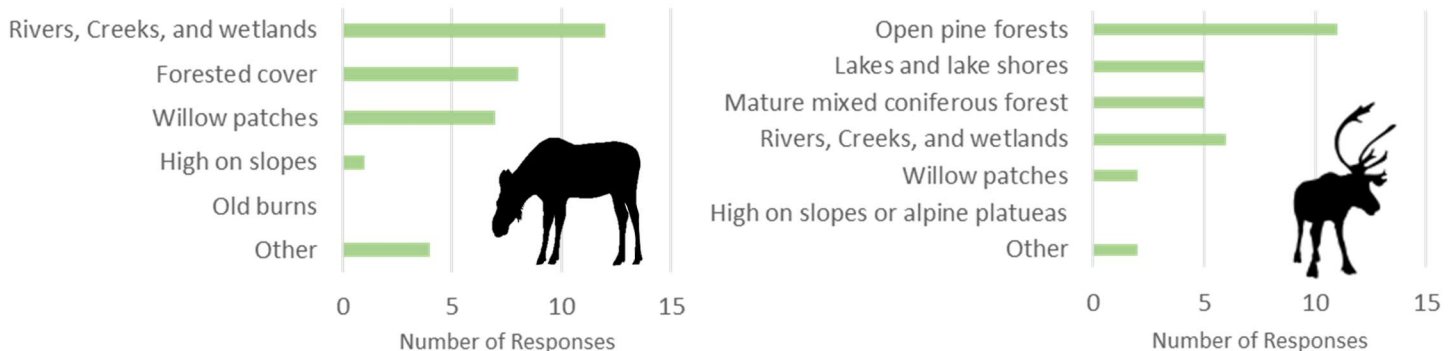 Rivers, Creeks, and wetlands
Forested cover
Willow patches
High on slopes
Old burns
Other
0 5 10 15
Number of Responses
Open pine forests
Lakes and lake shores
Mature mixed coniferous forest
Rivers, Creeks, and wetlands
Willow patches
High on slopes or alpine platueas
Other
0 5 10 15
Number of Responses